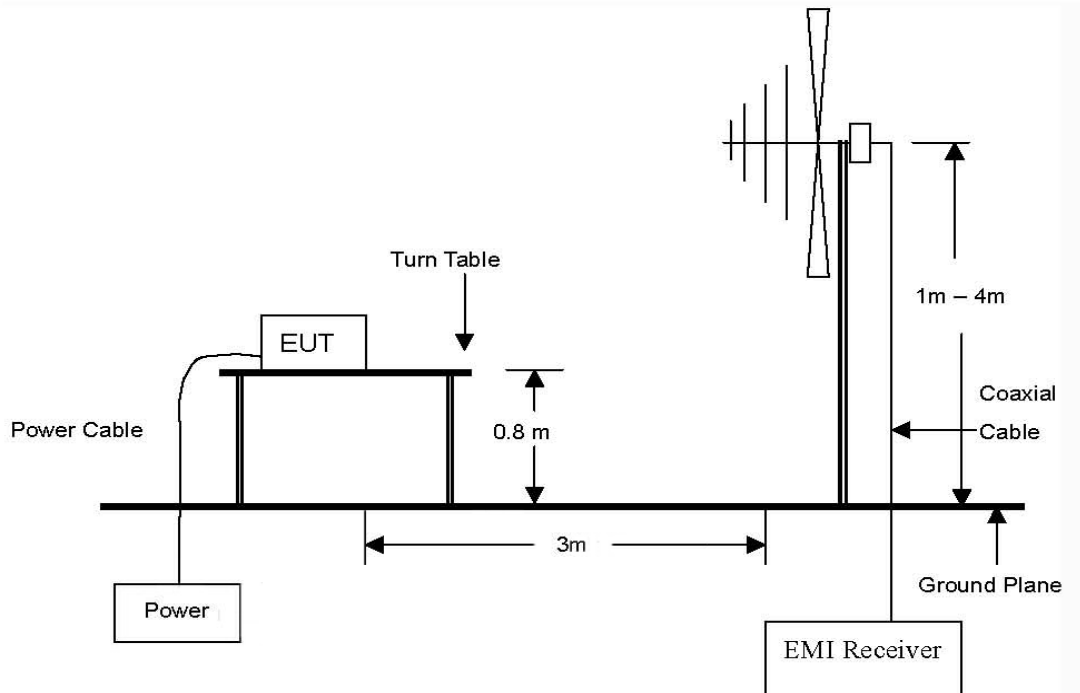 Turn Table
EUT
1m – 4m
Power Cable
0.8 m
Coaxial
Cable
3m
Ground Plane
Power
EMI Receiver